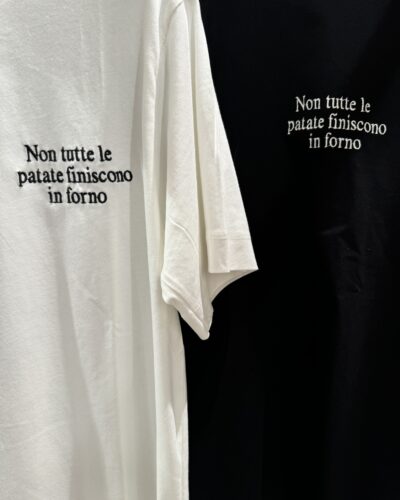 Non tutte le
patate finiscono
in forno
Non tutte le
patate finiscono
in forno